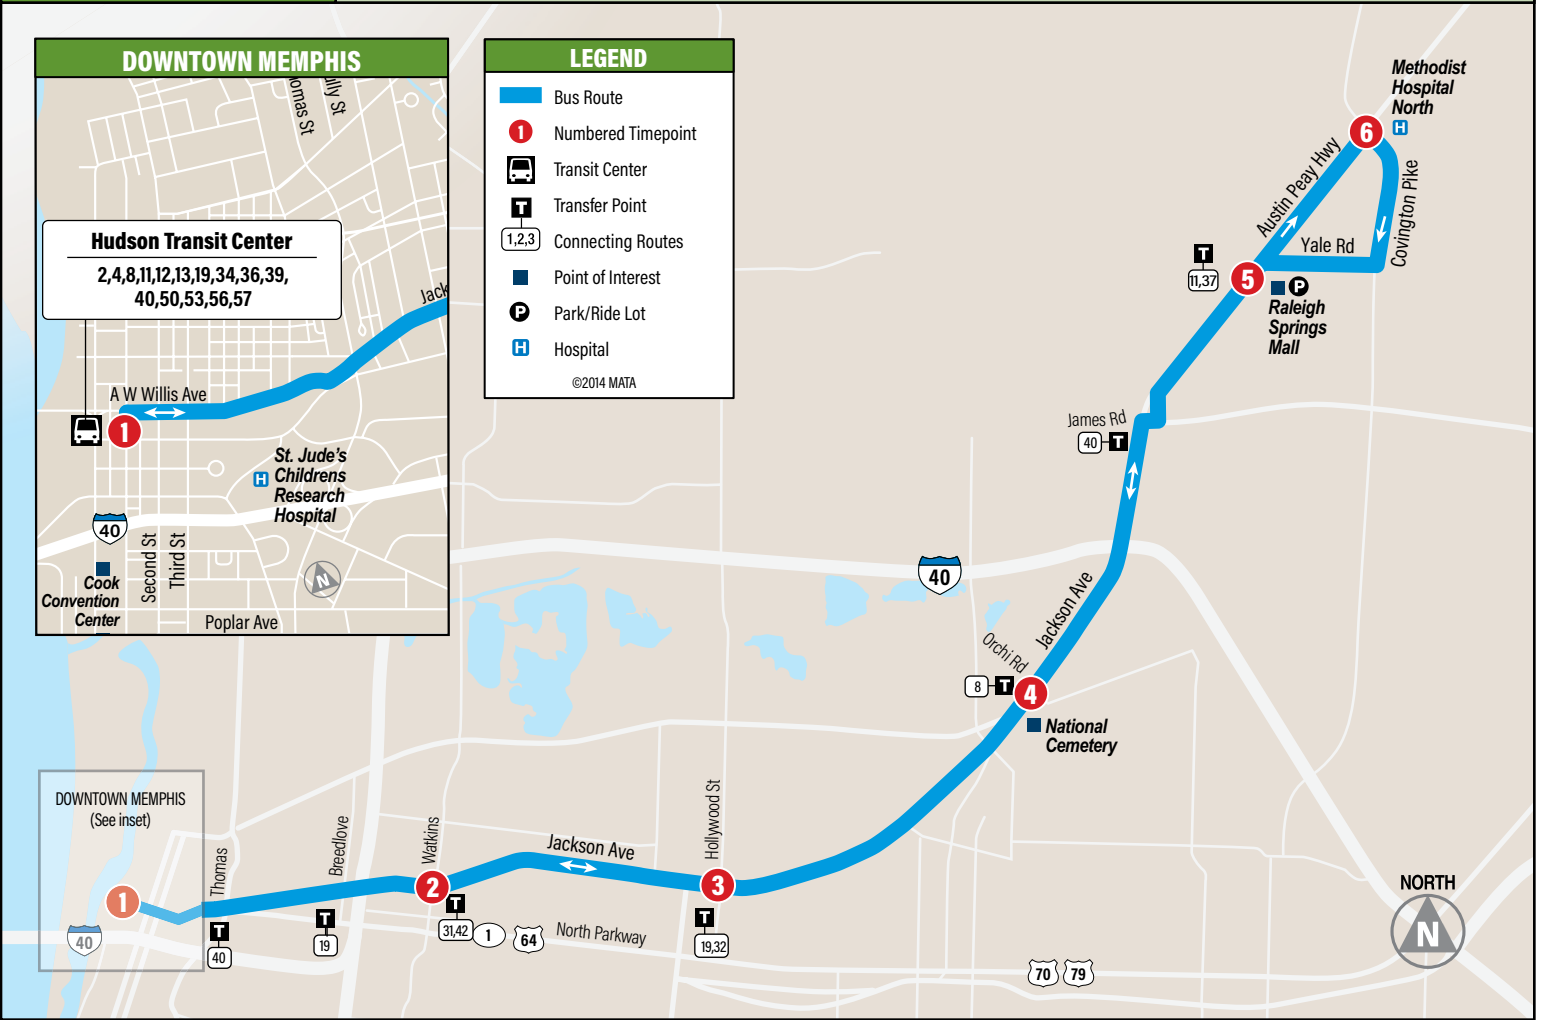 DOWNTOWN MEMPHIS
omas St
ully St
Hudson Transit Center
2,4,8,11,12,13,19,34,36,39,
40,50,53,56,57
Jack
A W Willis Ave
1
St. Jude's
Childrens
Research
Hospital
H
40
Second St
Third St
Cook
Convention
Center
N
Poplar Ave
LEGEND
Bus Route
1
Numbered Timepoint
Transit Center
T
Transfer Point
1,2,3
Connecting Routes
Point of Interest
P
Park/Ride Lot
H
Hospital
©2014 MATA
Methodist
Hospital
North
H
6
Austin Peay Hwy
Covington Pike
Yale Rd
T
11,37
5
P
Raleigh
Springs
Mall
James Rd
40
T
40
Jackson Ave
Orchi Rd
8
T
4
National
Cemetery
DOWNTOWN MEMPHIS
(See inset)
1
40
Thomas
T
40
Breedlove
T
19
Watkins
2
T
31,42
1
64
Jackson Ave
North Parkway
Hollywood St
3
T
19,32
70
79
NORTH
N